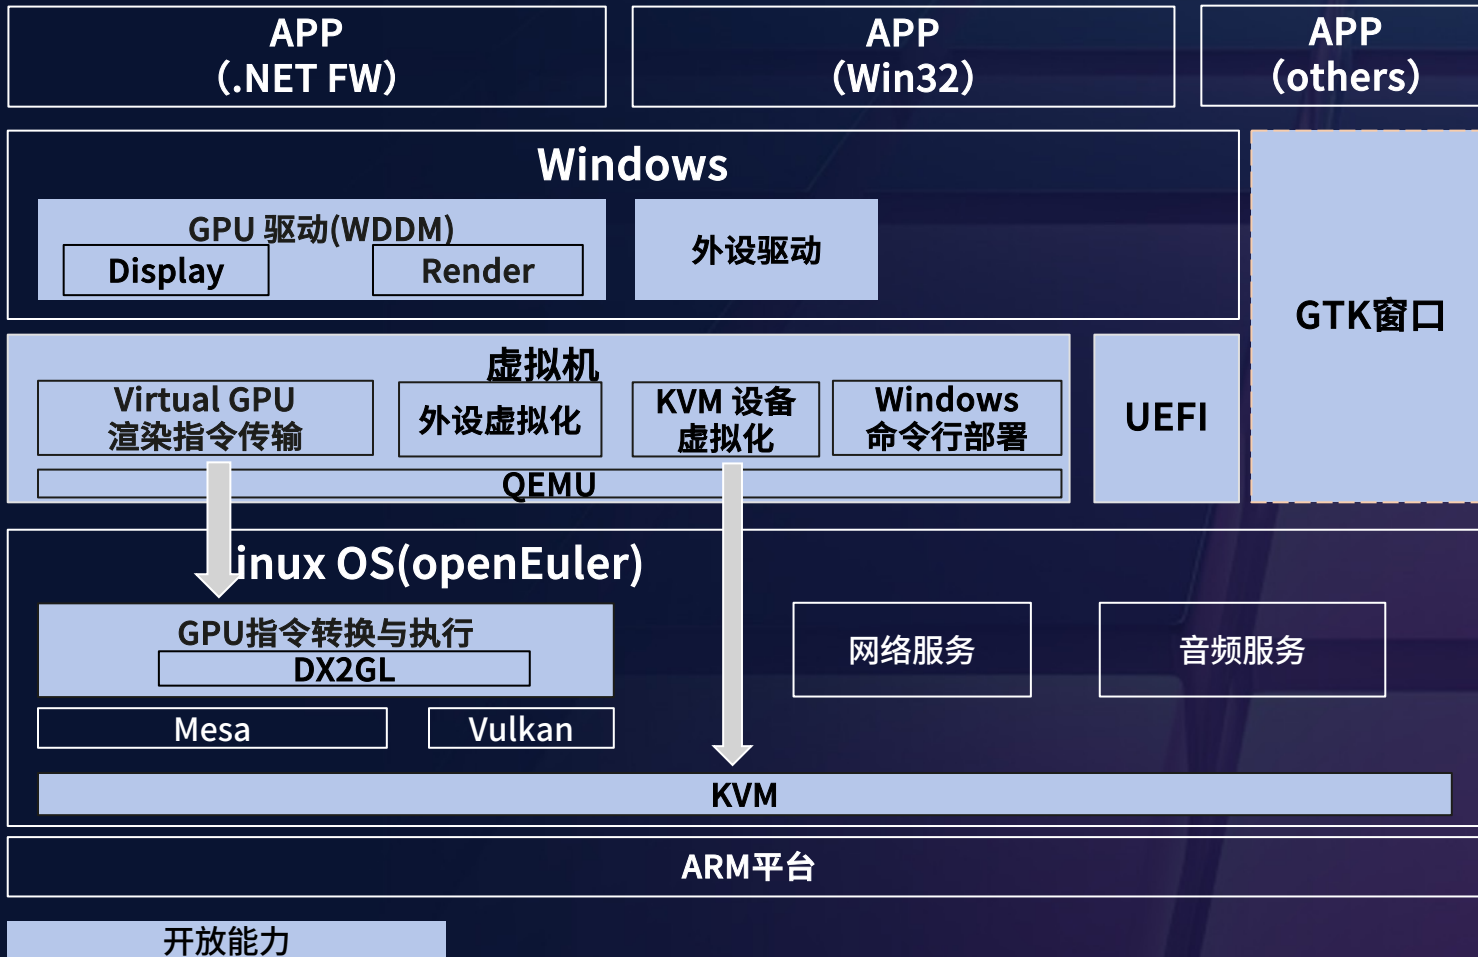 APP
（.NET FW）
APP
（Win32）
APP
（others）
Windows
GPU 驱动(WDDM)
Display
Render
外设驱动
GTK窗口
虚拟机
Virtual GPU
渲染指令传输
外设虚拟化
KVM 设备
虚拟化
Windows
命令行部署
QEMU
UEFI
inux OS(openEuler)
GPU指令转换与执行
DX2GL
Mesa
Vulkan
网络服务
音频服务
KVM
ARM平台
开放能力